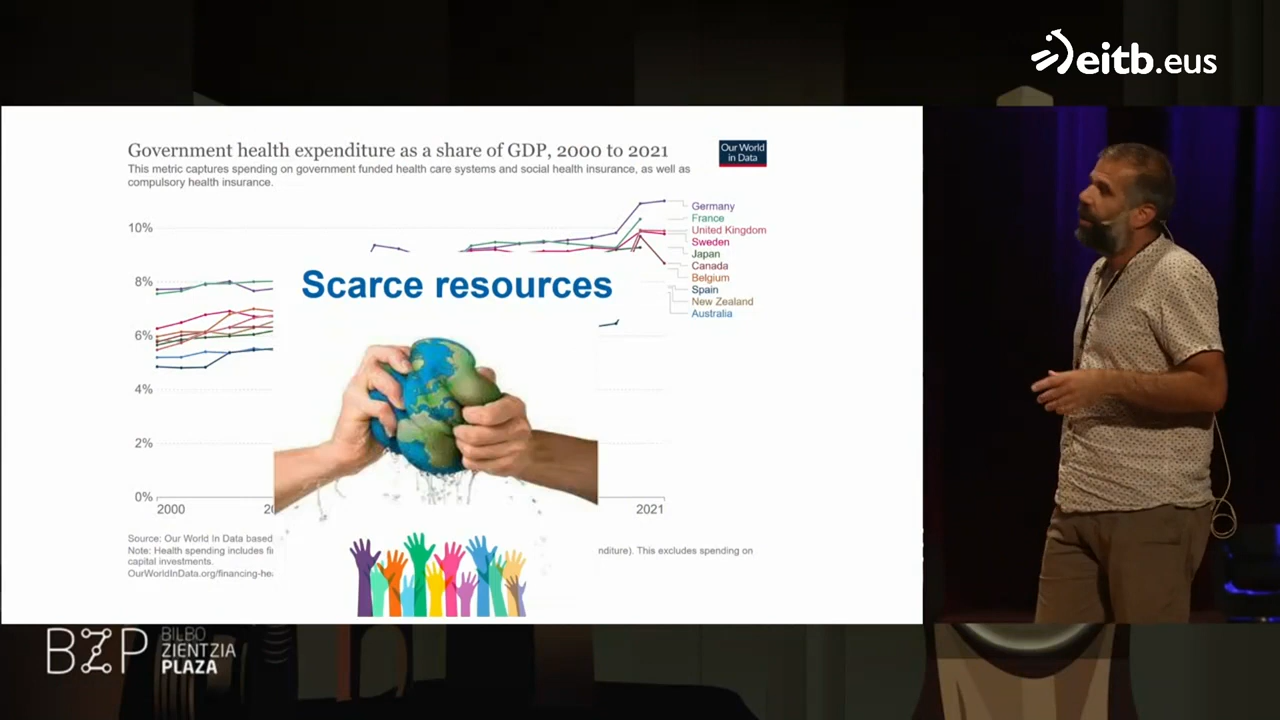 eitb.eus
Government health expenditure as a share of GDP, 2000 to 2021
Our World
in Data
This metric captures spending on government funded health care systems and social health insurance, as well as
compulsory health insurance.
10%
8%
6%
4%
2%
0%
Germany
France
United Kingdom
Sweden
Japan
Canada
Belgium
Spain
New Zealand
Australia
Scarce resources
2000
20
2021
Source: Our World In Data based
Note: Health spending includes fi
nditure). This excludes spending on
capital investments.
OurWorldInData.org/financing-hea
BZP
BILBO
ZIENTZIA
PLAZA